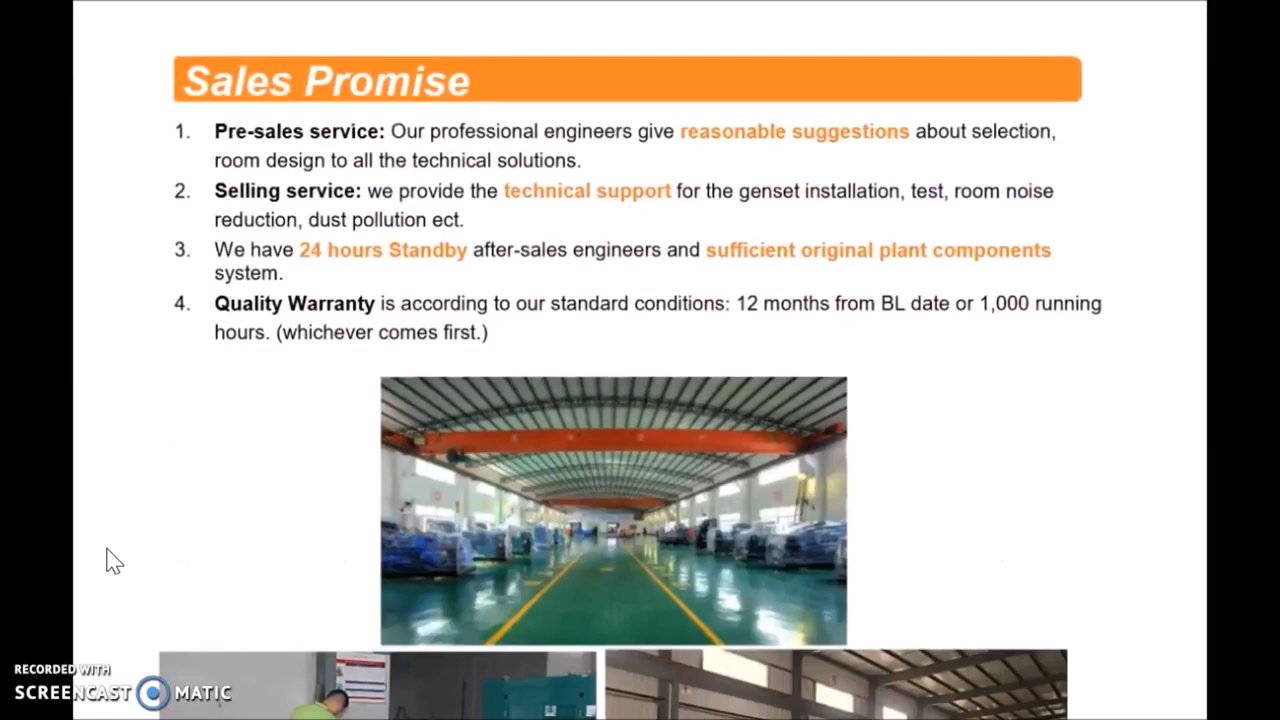 Sales Promise
1. Pre-sales service: Our professional engineers give reasonable suggestions about selection,
room design to all the technical solutions.
2. Selling service: we provide the technical support for the genset installation, test, room noise
reduction, dust pollution ect.
3. We have 24 hours Standby after-sales engineers and sufficient original plant components
system.
4. Quality Warranty is according to our standard conditions: 12 months from BL date or 1,000 running
hours. (whichever comes first.)
RECORDED WITH
SCREENCAST MATIC